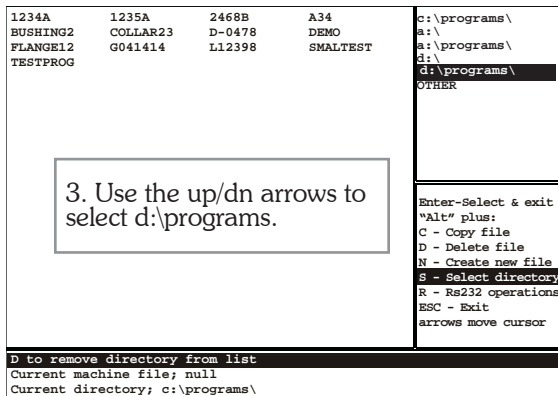 1234A 1235A 2468B A34
BUSHING2 COLLAR23 D-0478 DEMO
FLANGE12 G041414 L12398 SMALTEST
TESTPROG
3. Use the up/dn arrows to
select d:\programs.
c:\programs\
a:\
a:\programs\
d:\
d:\programs\
OTHER
Enter-Select & exit
"Alt" plus:
C - Copy file
D - Delete file
N - Create new file
S - Select directory
R - Rs232 operations
ESC - Exit
arrows move cursor
D to remove directory from list
Current machine file; null
Current directory; c:\programs\